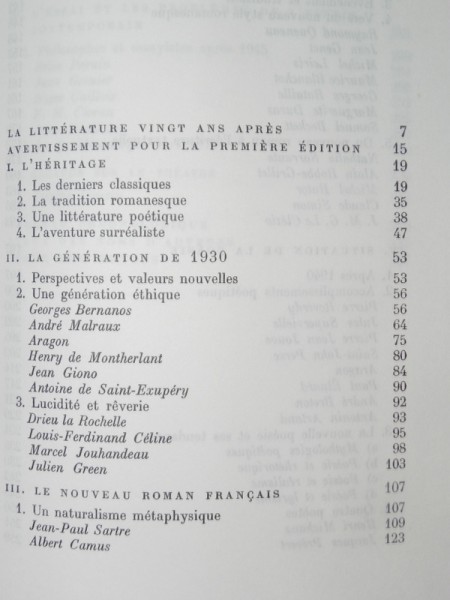 LA LITTÉRATURE VINGT ANS APRÈS 7
AVERTISSEMENT POUR LA PREMIÈRE ÉDITION 15
I. L'HÉRITAGE 19
1. Les derniers classiques 19
2. La tradition romanesque 35
3. Une littérature poétique 38
4. L'aventure surréaliste 47
II. LA GÉNÉRATION DE 1930 53
1. Perspectives et valeurs nouvelles 53
2. Une génération éthique 56
Georges Bernanos 56
André Malraux 64
Aragon 75
Henry de Montherlant 80
Jean Giono 84
Antoine de Saint-Exupéry 90
3. Lucidité et rêverie 92
Drieu la Rochelle 93
Louis-Ferdinand Céline 95
Marcel Jouhandeau 98
Julien Green 103
III. LE NOUVEAU ROMAN FRANÇAIS 107
1. Un naturalisme métaphysique 107
Jean-Paul Sartre 109
Albert Camus 123